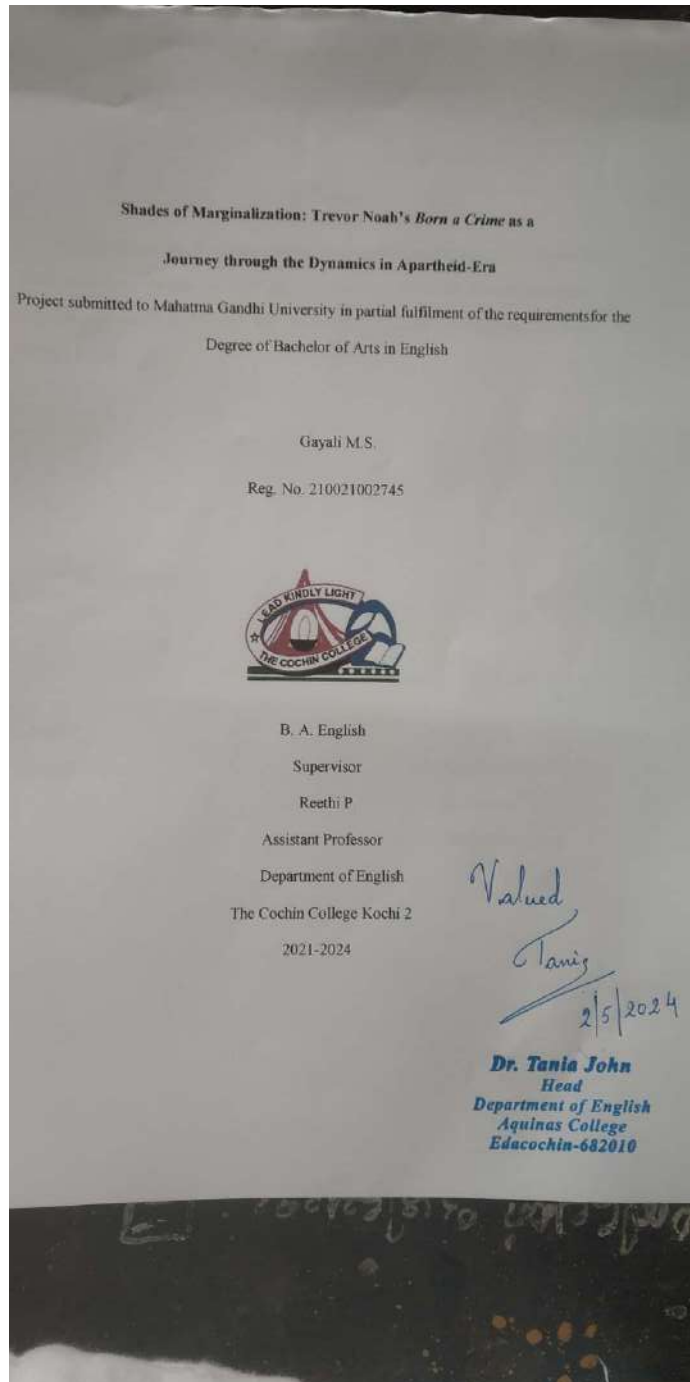 Shades of Marginalization: Trevor Noah's Born a Crime as a
Journey through the Dynamics in Apartheid-Era
Project submitted to Mahatma Gandhi University in partial fulfilment of the requirementsfor the
Degree of Bachelor of Arts in English
Gayali M.S.
Reg. No. 210021002745
LEAD KINDLY LIGHT
THE COCHIN COLLEGE
B. A. English
Supervisor
Reethi P
Assistant Professor
Department of English
The Cochin College Kochi 2
2021-2024
Valued
Tania
2/5/2024
Dr. Tania John
Head
Department of English
Aquinas College
Edacochin-682010